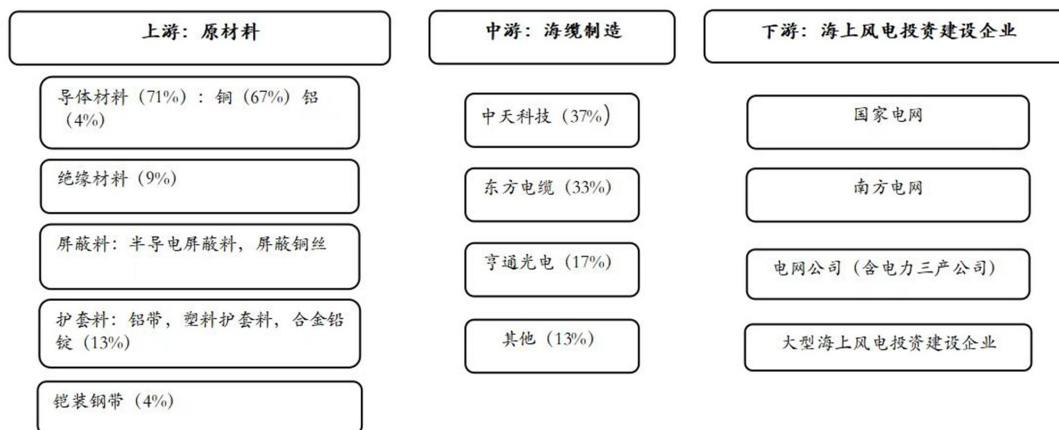 上游：原材料
导体材料（71%）：铜（67%）铝
（4%）
绝缘材料（9%）
屏蔽料：半导电屏蔽料，屏蔽铜丝
护套料：铝带，塑料护套料，合金铅
锭（13%）
铠装钢带（4%）
中游：海缆制造
中天科技（37%）
东方电缆（33%）
亨通光电（17%）
其他（13%）
下游：海上风电投资建设企业
国家电网
南方电网
电网公司（含电力三产公司）
大型海上风电投资建设企业